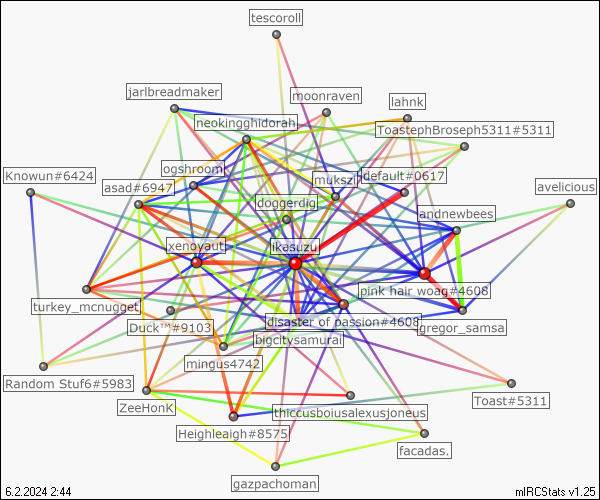 tescoroll
jarlbreadmaker
moonraven
lahnk
neokingghidorah
ToastephBroseph5311#5311
Knowun#6424
ogshroom
default#0617
muksz
asad#6947
avelicious
doggerdig
andnewbees
xenoyaut
ikesuzu
pink hair woag#4608
turkey_mcnugget
disaster of passion#4608
Duck™#9103
gregor_samsa
bigcitysamurai
mingus4742
Random Stuf6#5983
Toast#5311
ZeeHonK
thiccusboiusalexusjoneus
Heighleaigh#8575
facadas.
gazpachoman
6.2.2024 2:44
mIRCStats v1.25